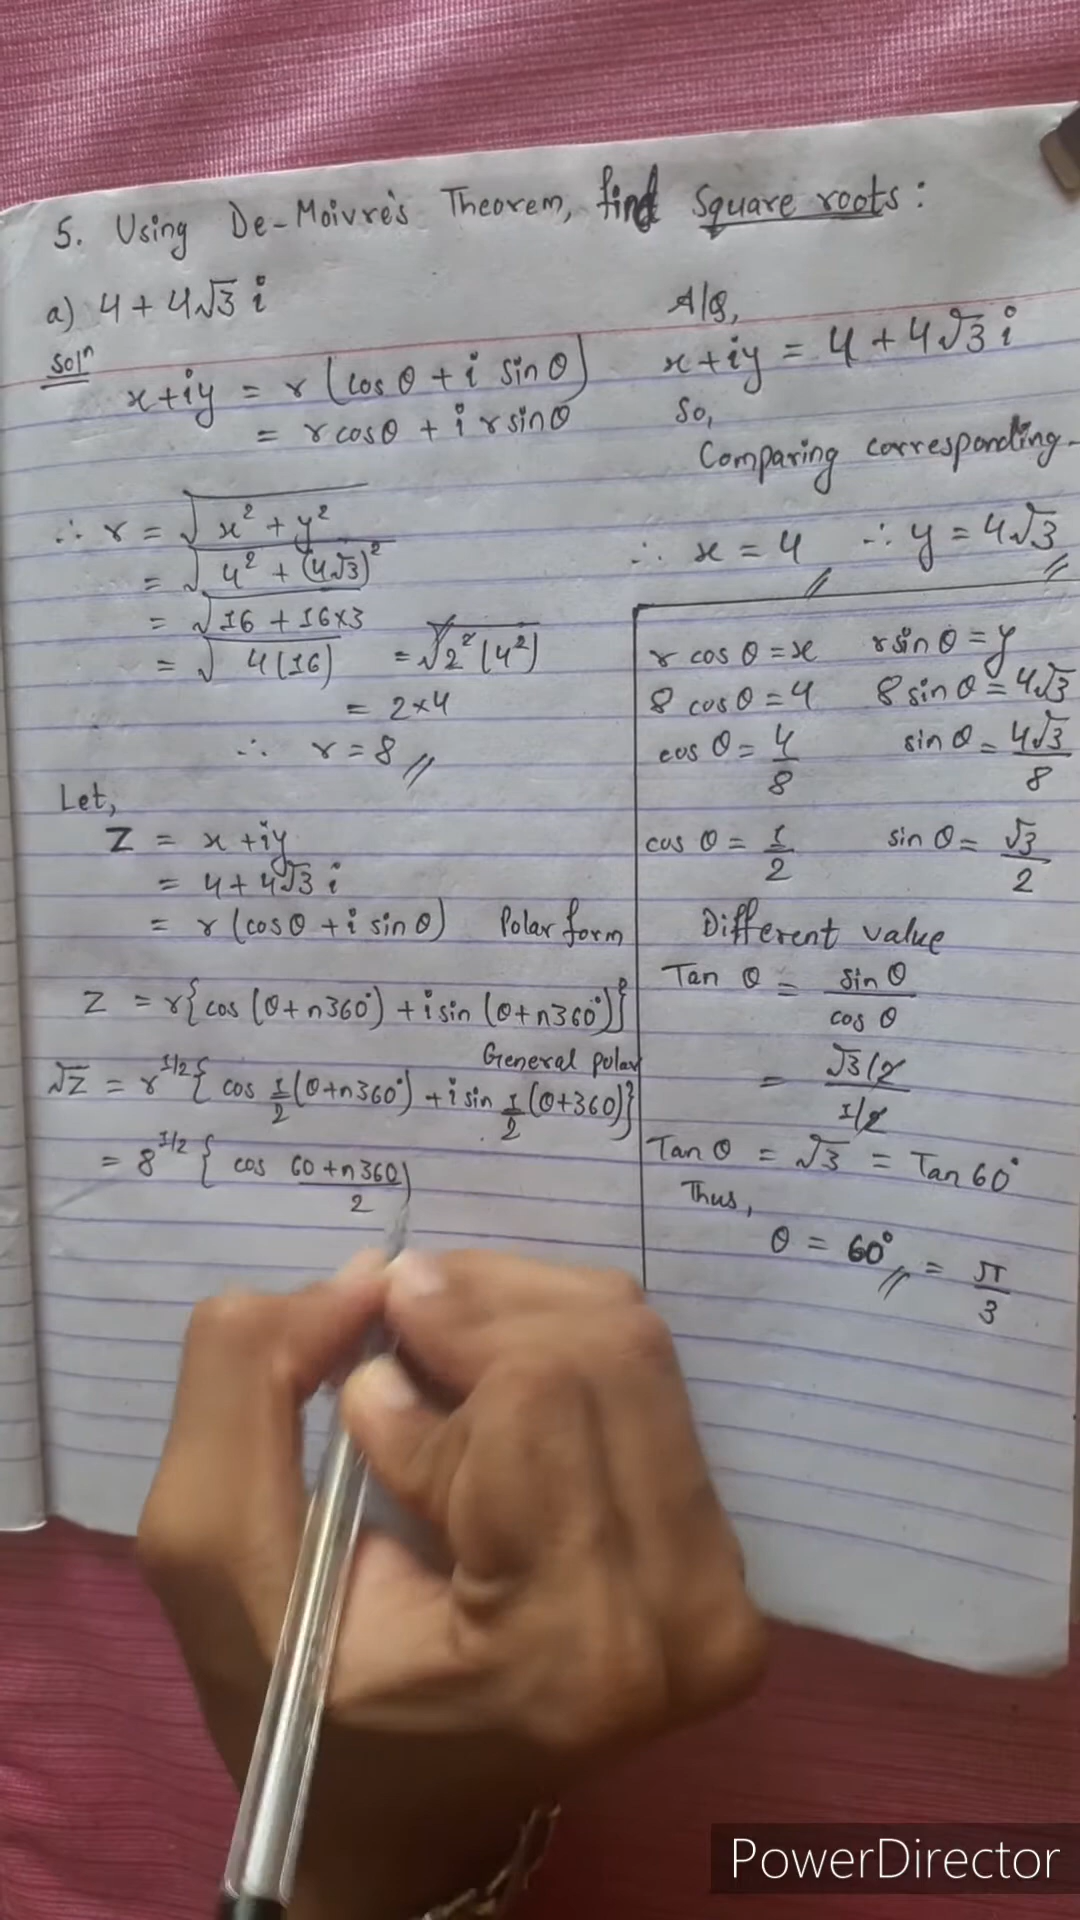 5. Using De-Moivre's Theorem, find Square roots:
a) 4 + 4√3 i
Solⁿ
x+iy = r (cos θ + i sin θ)
= r cosθ + i r sinθ
∴ r = √x² + y²
= √4² + (4√3)²
= √16 + 16×3
= √4(16) = √2²(4²)
= 2×4
∴ r = 8 //
Let,
Z = x + iy
= 4 + 4√3 i
= r (cosθ + i sin θ) Polar form
Z = r{cos (θ + n360°) + i sin (θ + n360°)}
General polar
√Z = r^1/2 { cos 1/2 (θ+n360°) + i sin 1/2 (θ+360)}
= 8^1/2 { cos (60 + n360)/2
A/Q,
x+iy = 4 + 4√3 i
So,
Comparing corresponding-
∴ x = 4 ∴ y = 4√3 //
r cos θ = x r sin θ = y
8 cos θ = 4 8 sin θ = 4√3
cos θ = 4/8 sin θ = 4√3/8
cos θ = 1/2 sin θ = √3/2
Different value
Tan θ = sin θ/cos θ
= √3/2 / 1/2
Tan θ = √3 = Tan 60°
Thus,
θ = 60° // = π/3
PowerDirector